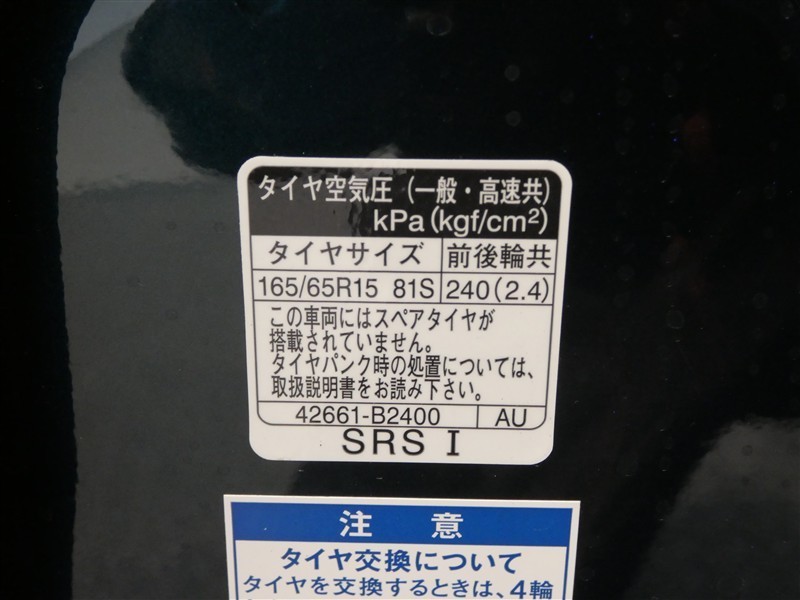 タイヤ空気圧(一般・高速共)
kPa(kgf/cm²)
タイヤサイズ 前後輪共
165/65R15 81S 240(2.4)
この車両にはスペアタイヤが
搭載されていません。
タイヤパンク時の処置については、
取扱説明書をお読み下さい。
42661-B2400 AU
SRS I
注 意
タイヤ交換について
タイヤを交換するときは、4輪